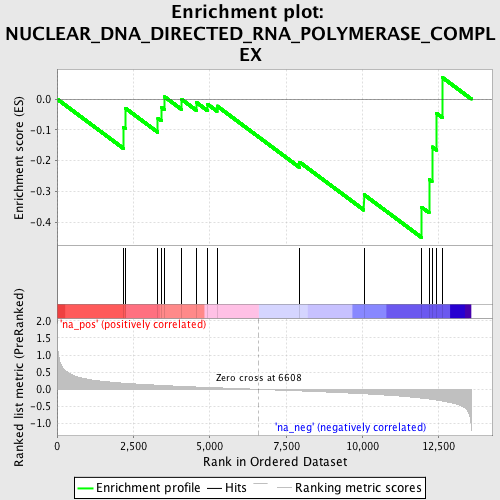 Enrichment plot:
NUCLEAR_DNA_DIRECTED_RNA_POLYMERASE_COMPL
EX
Enrichment score (ES)
0.0
-0.1
-0.2
-0.3
-0.4
'na_pos' (positively correlated)
Ranked list metric (PreRanked)
2.0
1.5
1.0
0.5
0.0
-0.5
-1.0
Zero cross at 6608
'na_neg' (negatively correlated)
0
2,500
5,000
7,500
10,000
12,500
Rank in Ordered Dataset
Enrichment profile
Hits
Ranking metric scores